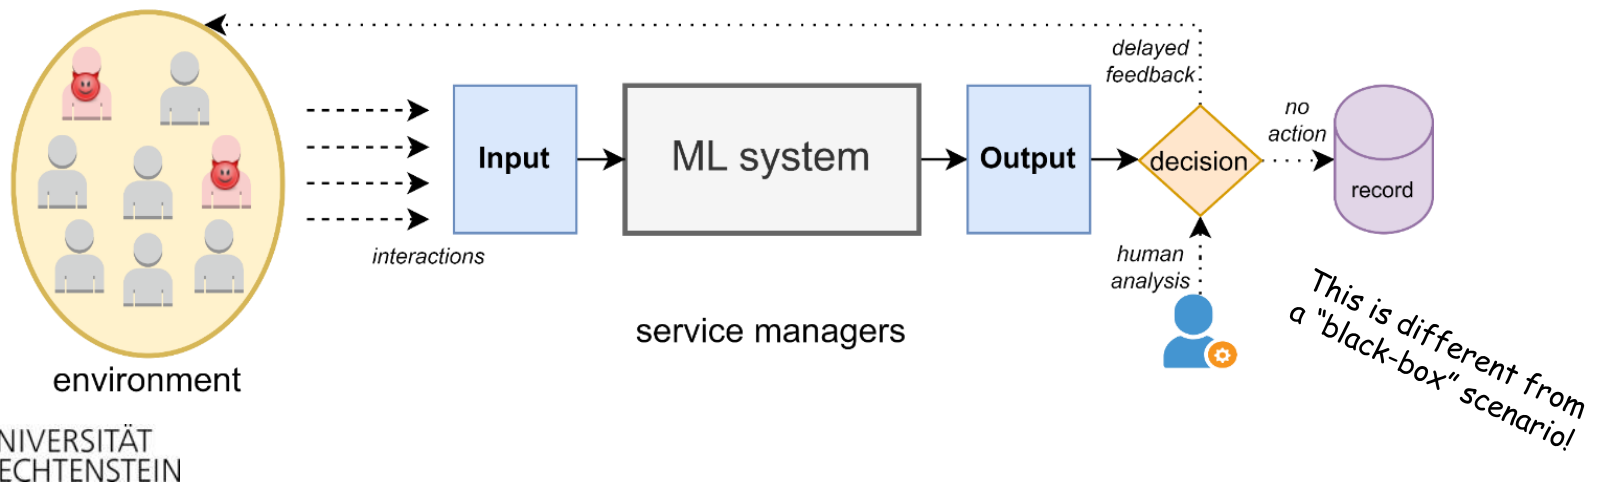 delayed
feedback
no
action
Input
ML system
Output
decision
record
interactions
human
analysis
service managers
This is different from
a "black-box" scenario!
environment
NIVERSITÄT
ECHTENSTEIN